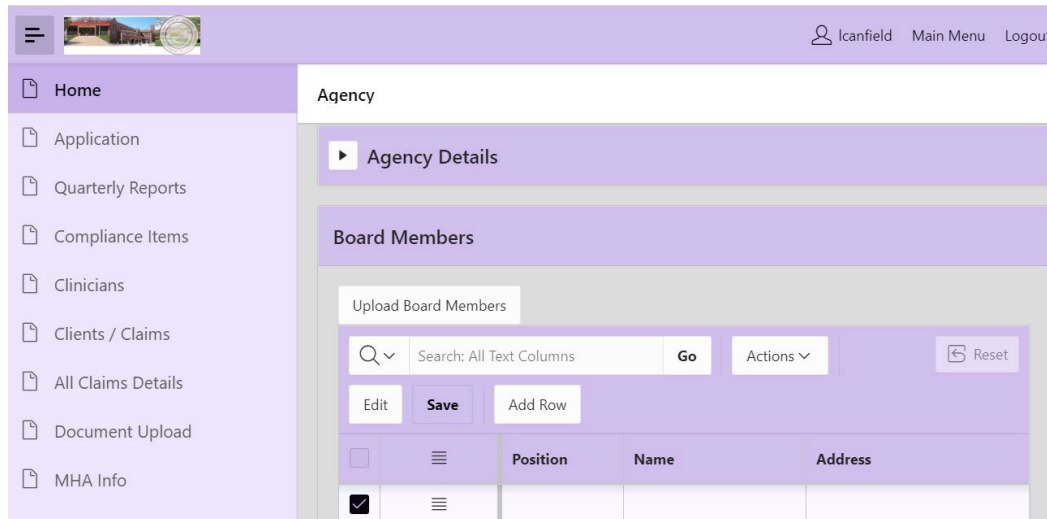 lcanfield Main Menu Logou
Home
Application
Quarterly Reports
Compliance Items
Clinicians
Clients / Claims
All Claims Details
Document Upload
MHA Info
Agency
Agency Details
Board Members
Upload Board Members
Search: All Text Columns Go Actions Reset
Edit Save Add Row
Position Name Address